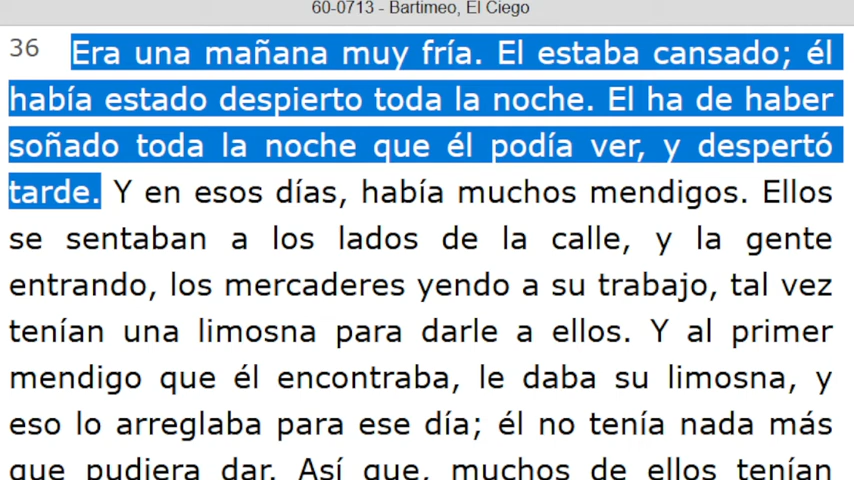 60-0713 - Bartimeo, El Ciego
36 Era una mañana muy fría. El estaba cansado; él
había estado despierto toda la noche. El ha de haber
soñado toda la noche que él podía ver, y despertó
tarde. Y en esos días, había muchos mendigos. Ellos
se sentaban a los lados de la calle, y la gente
entrando, los mercaderes yendo a su trabajo, tal vez
tenían una limosna para darle a ellos. Y al primer
mendigo que él encontraba, le daba su limosna, y
eso lo arreglaba para ese día; él no tenía nada más
que pudiera dar. Así que, muchos de ellos tenían